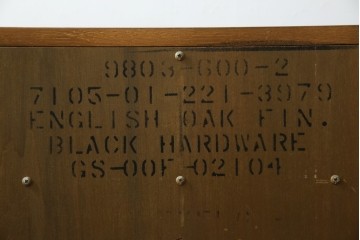 9803-600-2
7105-01-221-3979
ENGLISH OAK FIN.
BLACK HARDWARE
GS-00F-02104